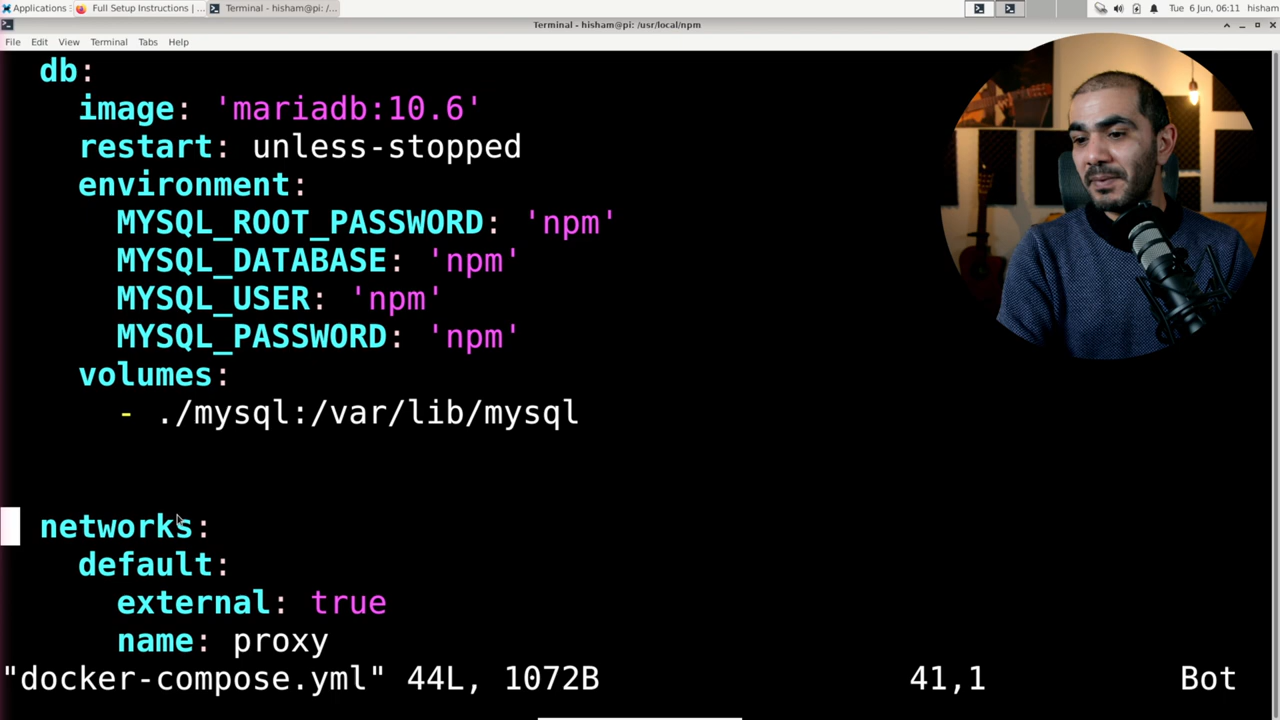 Applications
Full Setup Instructions | ...
Terminal - hisham@pi: /...
Tue 6 Jun, 06:11
hisham
Terminal - hisham@pi: /usr/local/npm
File Edit View Terminal Tabs Help
db:
image: 'mariadb:10.6'
restart: unless-stopped
environment:
MYSQL_ROOT_PASSWORD: 'npm'
MYSQL_DATABASE: 'npm'
MYSQL_USER: 'npm'
MYSQL_PASSWORD: 'npm'
volumes:
- ./mysql:/var/lib/mysql
networks:
default:
external: true
name: proxy
"docker-compose.yml" 44L, 1072B 41,1 Bot